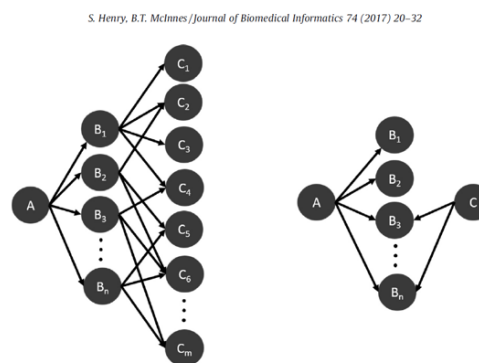 S. Henry, B.T. McInnes / Journal of Biomedical Informatics 74 (2017) 20–32
C1
C2
B1
C3
B2
C4
A
B3
C5
Bn
C6
Cm
B1
B2
A
B3
C
Bn